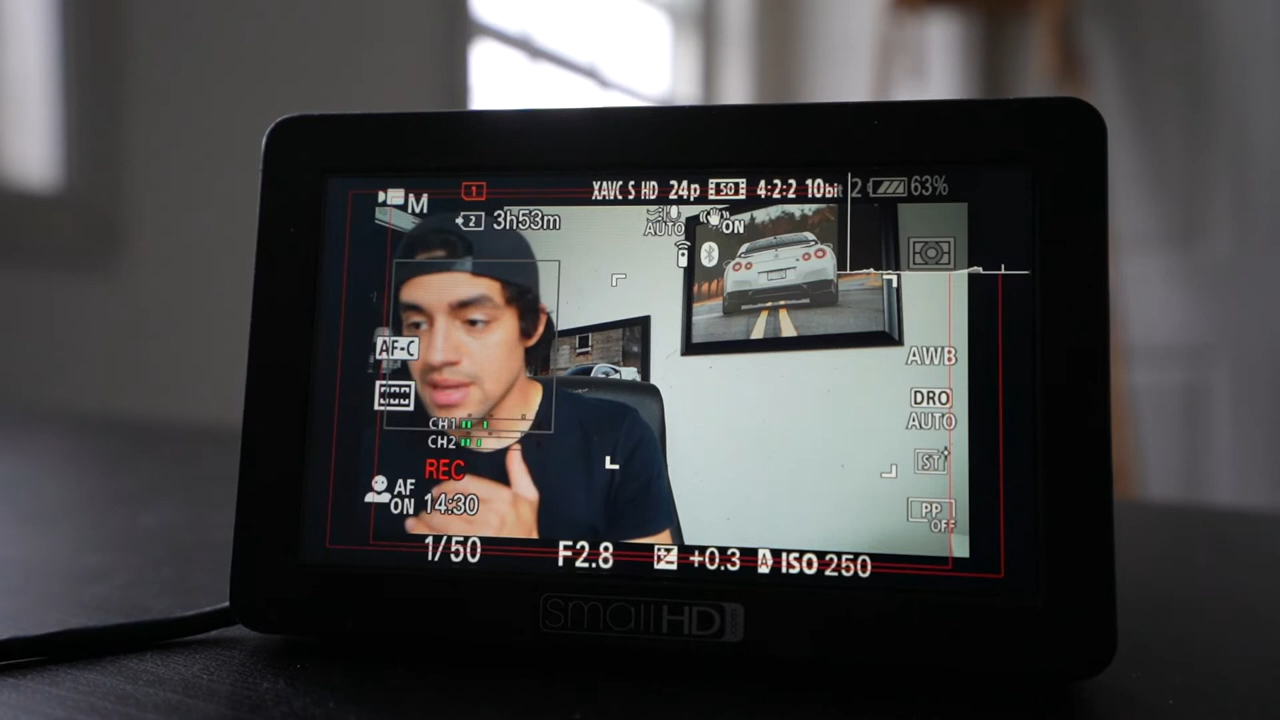 M 1 XAVC S HD 24p 50 4:2:2 10bit 2 63%
2 3h53m AUTO ON
AF-C
AWB
DRO
AUTO
CH1
CH2
REC
ST
AF
ON 14:30
PP
OFF
1/50 F2.8 +0.3 A ISO 250
smallHD